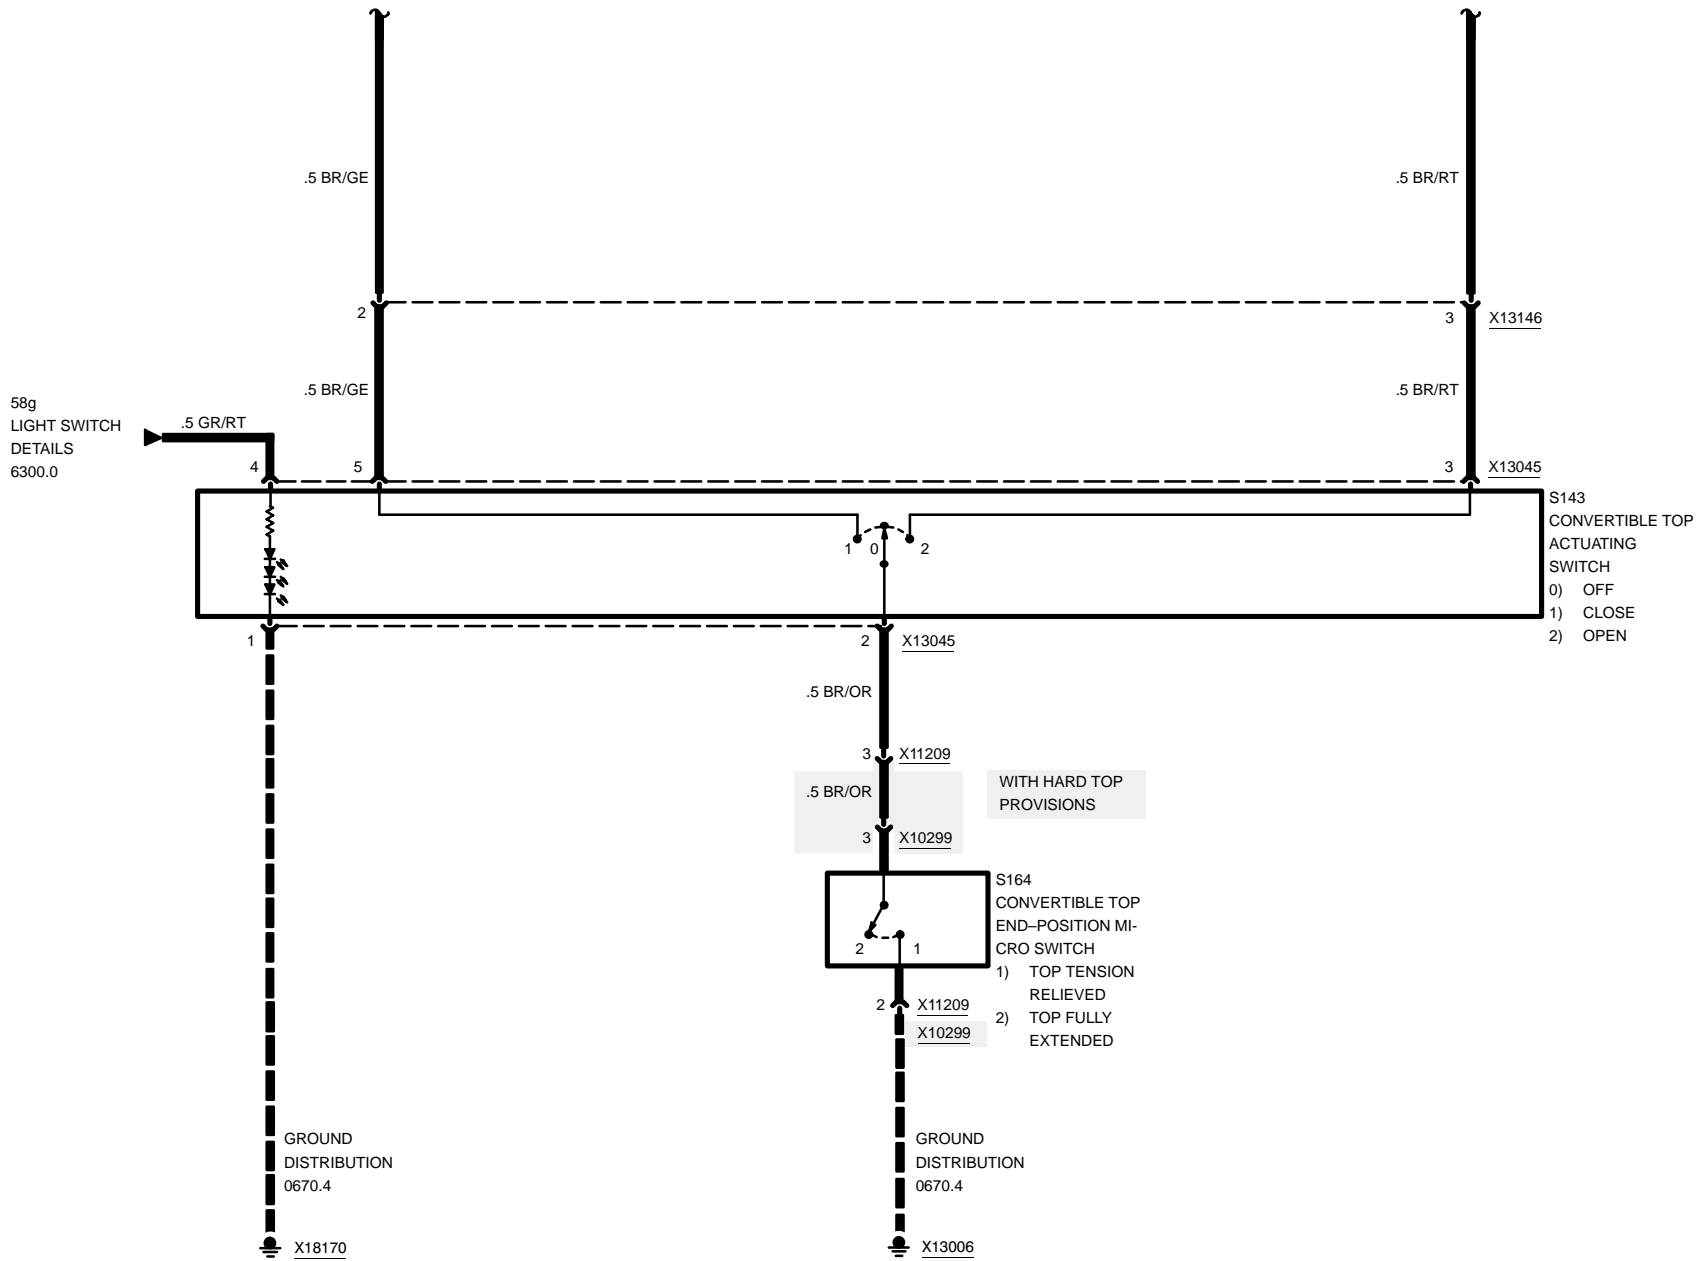 .5 BR/GE
.5 BR/RT
2
3
X13146
.5 BR/GE
.5 BR/RT
58g
LIGHT SWITCH
DETAILS
6300.0
.5 GR/RT
4
5
3
X13045
S143
CONVERTIBLE TOP
ACTUATING
SWITCH
0) OFF
1) CLOSE
2) OPEN
1
0
2
1
2
X13045
.5 BR/OR
3
X11209
.5 BR/OR
WITH HARD TOP
PROVISIONS
3
X10299
S164
CONVERTIBLE TOP
END–POSITION MI-
CRO SWITCH
1) TOP TENSION
RELIEVED
2) TOP FULLY
EXTENDED
2
1
2
X11209
X10299
GROUND
DISTRIBUTION
0670.4
GROUND
DISTRIBUTION
0670.4
X18170
X13006